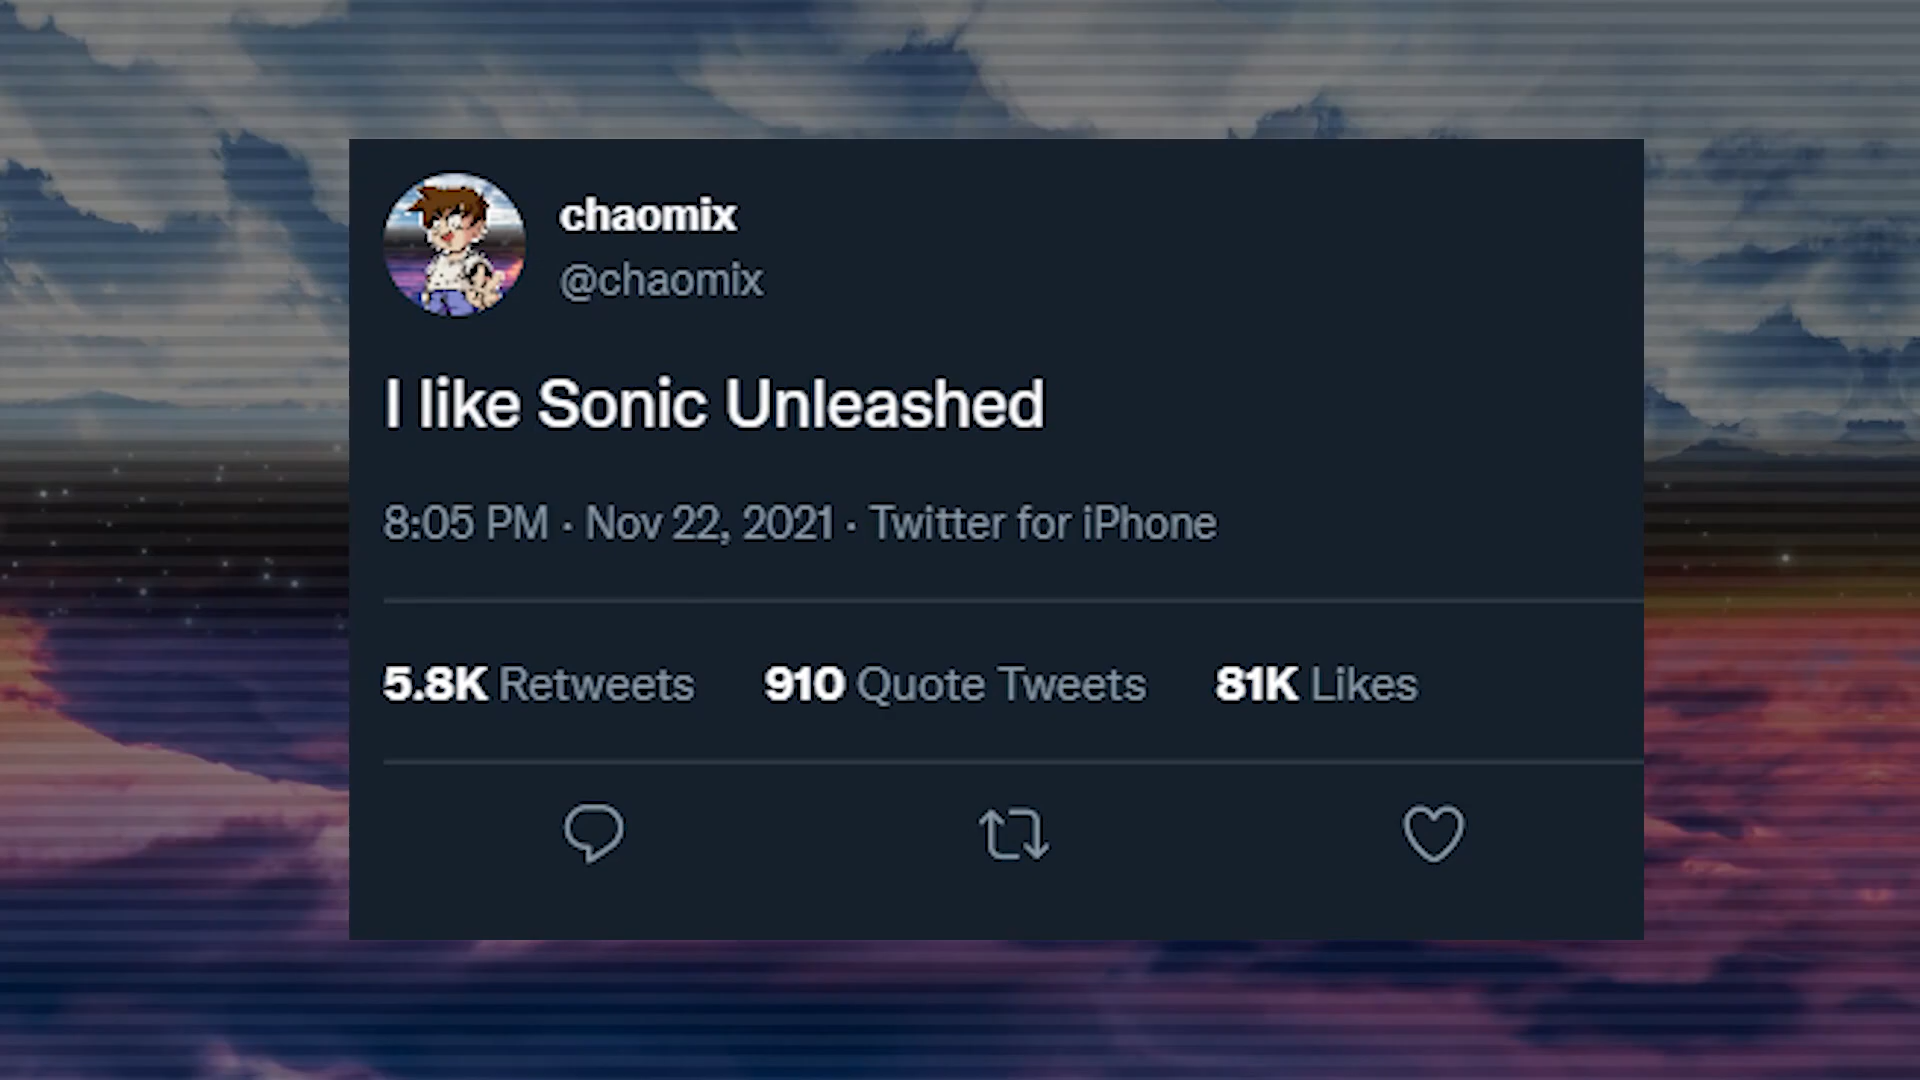 chaomix
@chaomix
I like Sonic Unleashed
8:05 PM · Nov 22, 2021 · Twitter for iPhone
5.8K Retweets 910 Quote Tweets 81K Likes